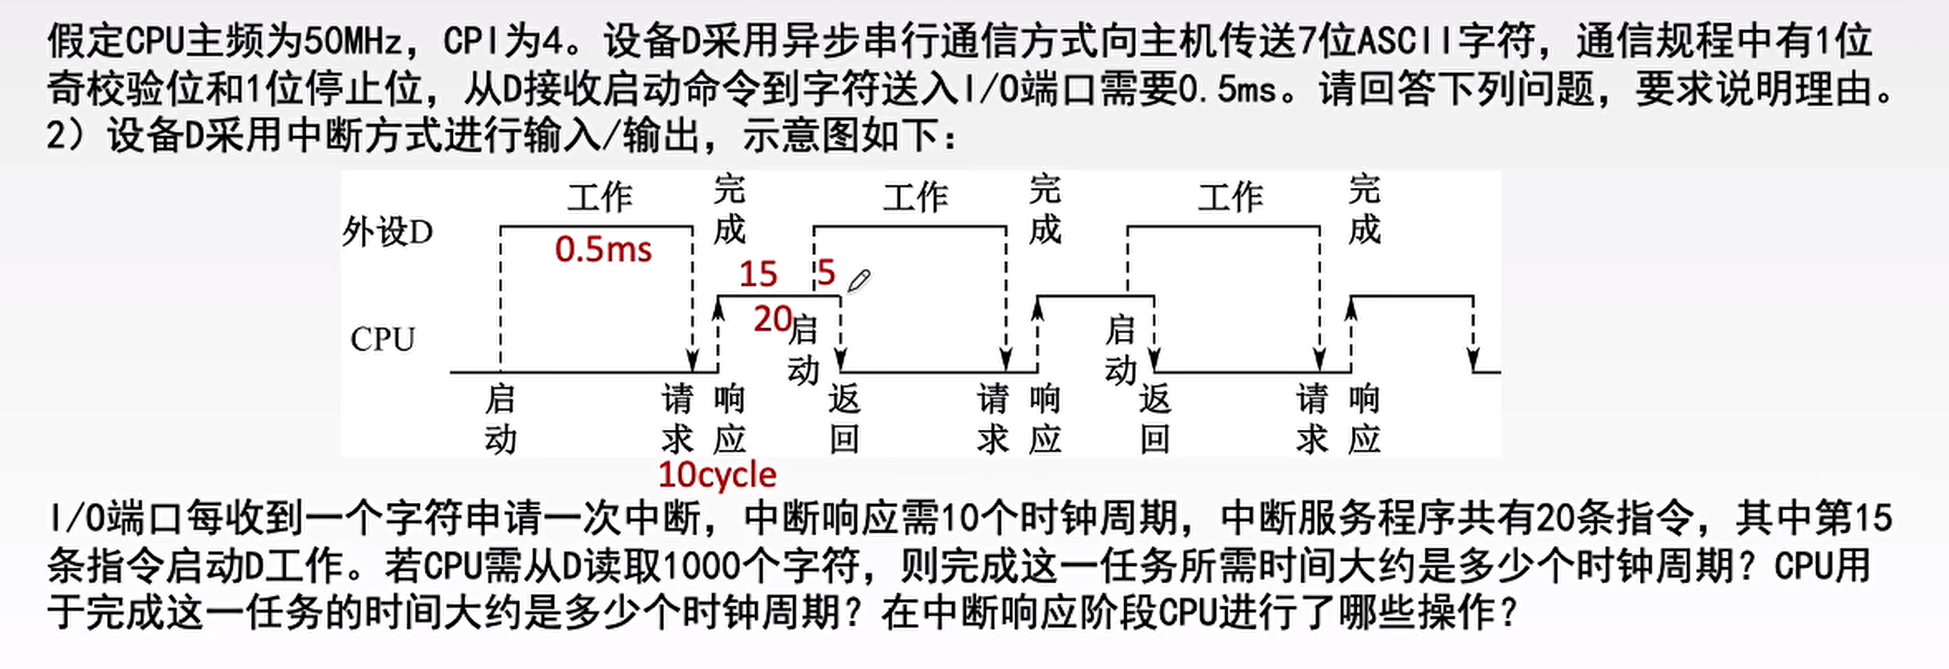 假定CPU主频为50MHz，CPI为4。设备D采用异步串行通信方式向主机传送7位ASCII字符，通信规程中有1位
奇校验位和1位停止位，从D接收启动命令到字符送入I/O端口需要0.5ms。请回答下列问题，要求说明理由。
2）设备D采用中断方式进行输入/输出，示意图如下：
工作 完成 工作 完成 工作 完成
外设D
0.5ms
15 5
20 启动 启动
CPU
启动 请求 响应 返回 请求 响应 返回 请求 响应
10cycle
I/O端口每收到一个字符申请一次中断，中断响应需10个时钟周期，中断服务程序共有20条指令，其中第15
条指令启动D工作。若CPU需从D读取1000个字符，则完成这一任务所需时间大约是多少个时钟周期？CPU用
于完成这一任务的时间大约是多少个时钟周期？在中断响应阶段CPU进行了哪些操作？